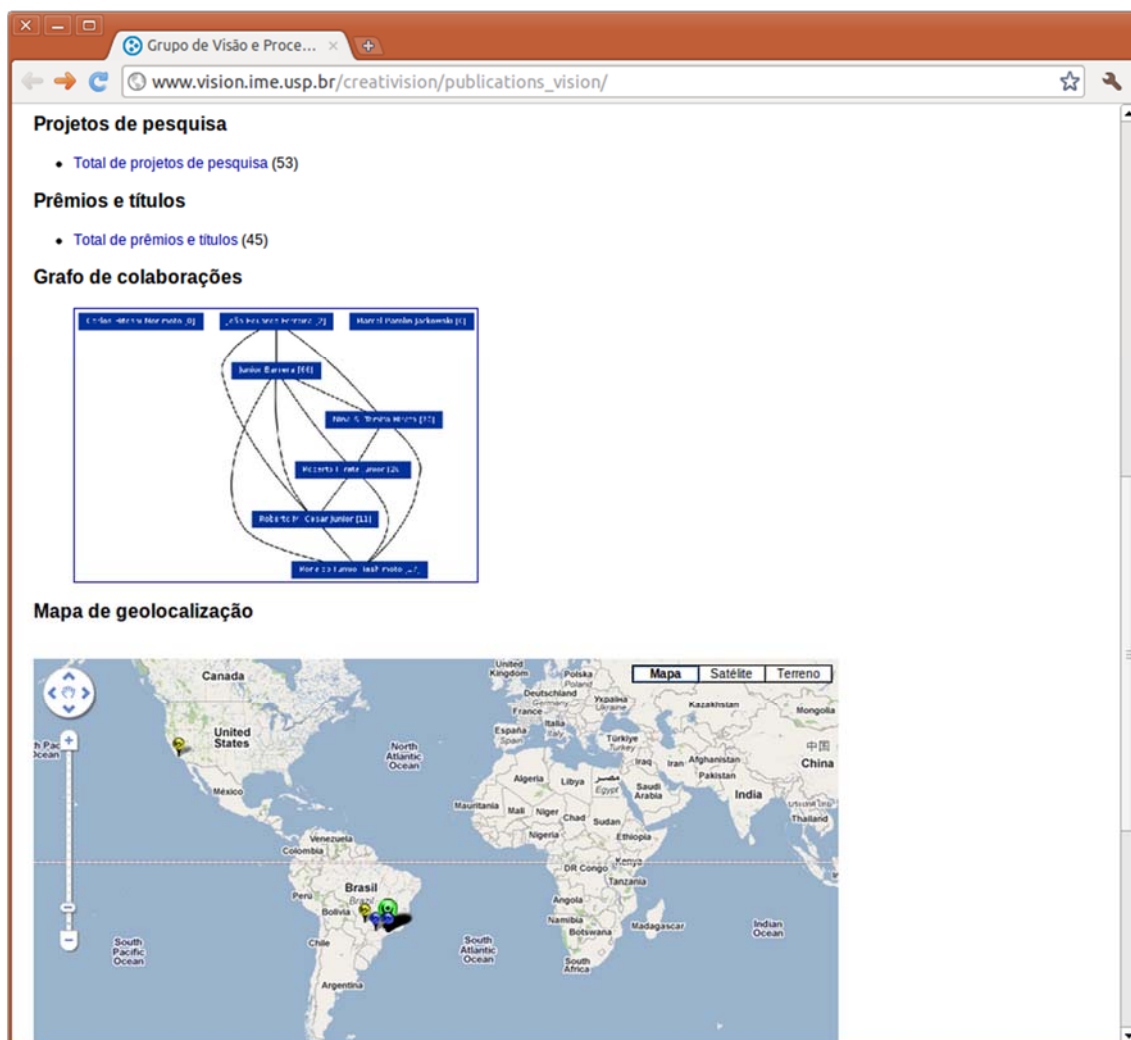 Grupo de Visão e Proce...
www.vision.ime.usp.br/creativision/publications_vision/
Projetos de pesquisa
Total de projetos de pesquisa (53)
Prêmios e títulos
Total de prêmios e títulos (45)
Grafo de colaborações
Junior Barrera [66]
Cesar Junior [11]
Mapa de geolocalização
Mapa Satélite Terreno
Canada
United
Kingdom
Polska
Poland
Deutschland
Germany
France
Україна
Ukraine
Kazakhstan
Mongolia
United
States
Italia
Italy
España
Spain
Türkiye
Turkey
North
Atlantic
Ocean
Iraq
Iran
Afghanistan
Pakistan
中国
China
Algeria
Libya
مصر
Egypt
Saudi
Arabia
India
México
Mauritania
Mali
Niger
Chad
Sudan
Thailand
Nigeria
Ethiopia
Venezuela
Colombia
DR Congo
Kenya
Tanzania
Perú
Brasil
Brazil
Bolivia
Angola
Namibia
Botswana
Madagascar
Indian
Ocean
South
Pacific
Ocean
Chile
South
Atlantic
Ocean
South
Africa
Argentina